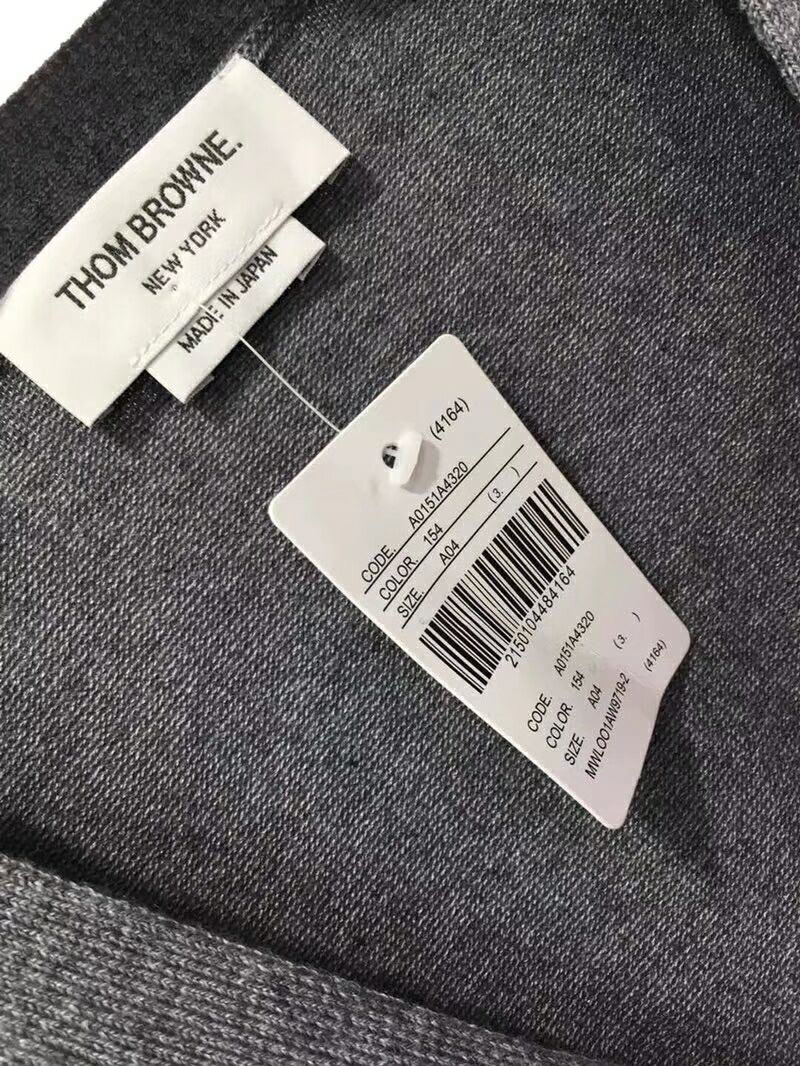 THOM BROWNE.
NEW YORK
MADE IN JAPAN
(4164)
CODE. A0151A4320
COLOR. 154 (3. )
SIZE. A04
2150104484164
CODE. A0151A4320
COLOR. 154 (3. )
SIZE. A04
MWLOO1AW9719-2 (4164)